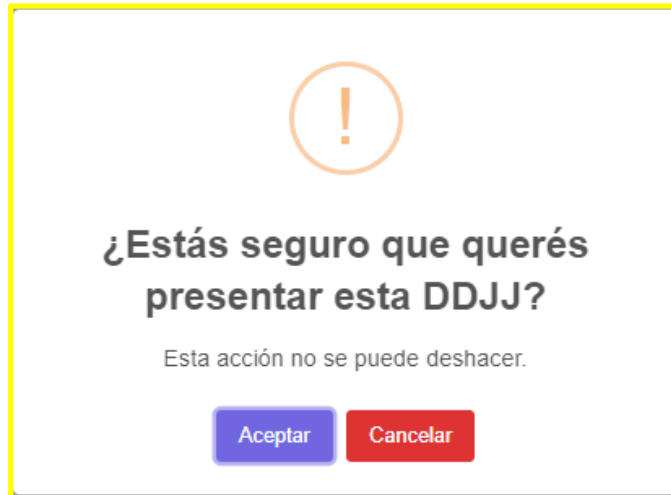 !
¿Estás seguro que querés
presentar esta DDJJ?
Esta acción no se puede deshacer.
Aceptar Cancelar